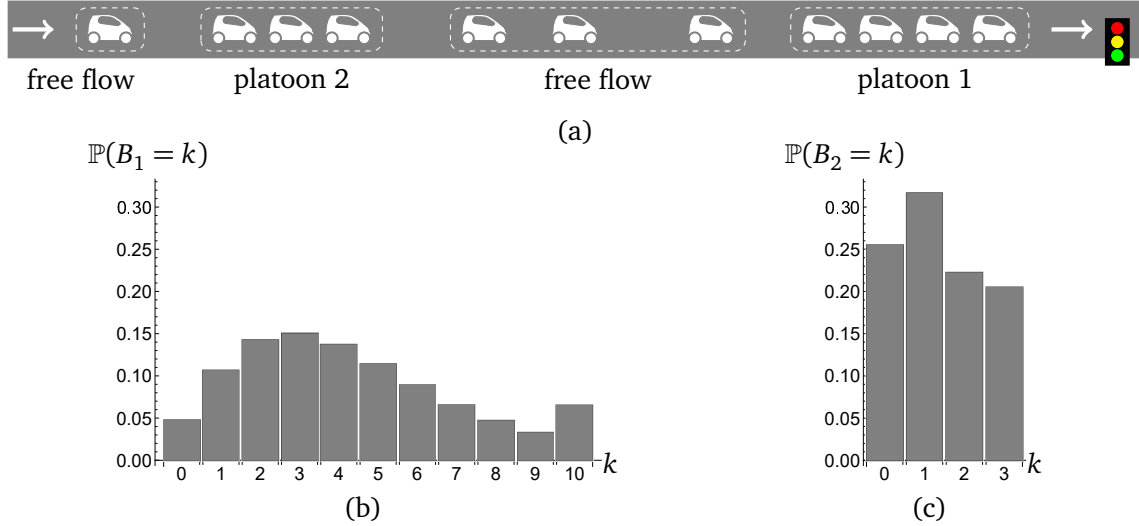 free flow platoon 2 free flow platoon 1
(a)
ℙ(B₁ = k)
0.30
0.25
0.20
0.15
0.10
0.05
0.00
0 1 2 3 4 5 6 7 8 9 10 k
(b)
ℙ(B₂ = k)
0.30
0.25
0.20
0.15
0.10
0.05
0.00
0 1 2 3 k
(c)